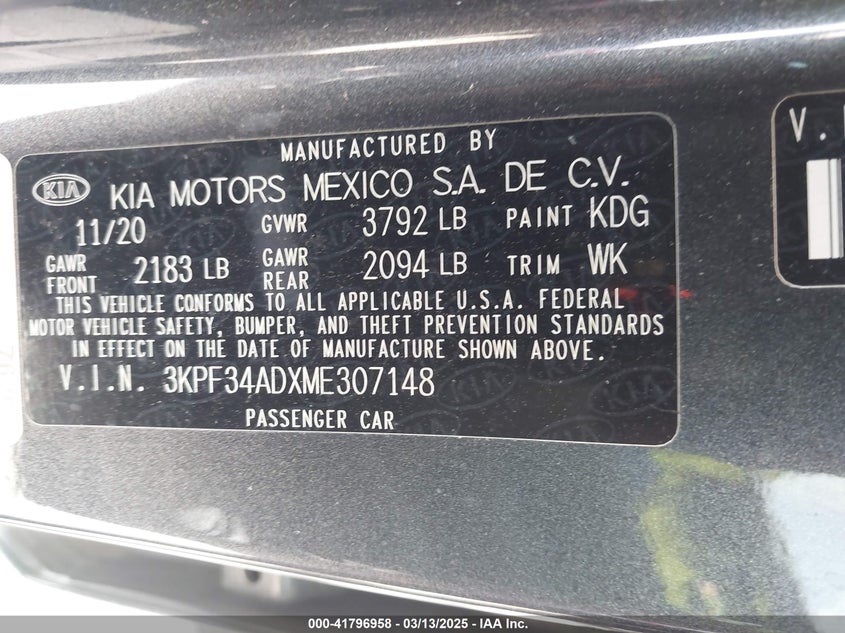 MANUFACTURED BY
KIA KIA MOTORS MEXICO S.A. DE C.V.
11/20 GVWR 3792 LB PAINT KDG
GAWR FRONT 2183 LB GAWR REAR 2094 LB TRIM WK
THIS VEHICLE CONFORMS TO ALL APPLICABLE U.S.A. FEDERAL
MOTOR VEHICLE SAFETY, BUMPER, AND THEFT PREVENTION STANDARDS
IN EFFECT ON THE DATE OF MANUFACTURE SHOWN ABOVE.
V.I.N. 3KPF34ADXME307148
PASSENGER CAR
V.
000-41796958 - 03/13/2025 - IAA Inc.